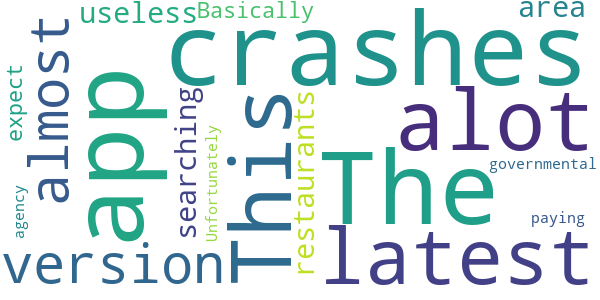 useless
Basically
area
crashes
almost
expect
app
searching
This
restaurants
alot
The
Unfortunately
governmental
agency
paying
version
latest